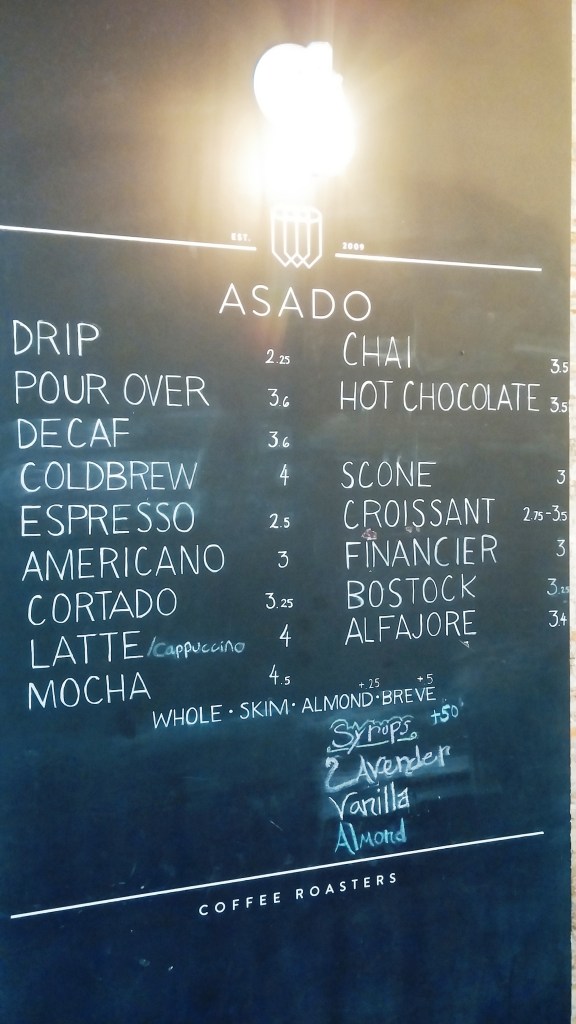 EST. 2009
ASADO
DRIP 2.25
POUR OVER 3.6
DECAF 3.6
COLDBREW 4
ESPRESSO 2.5
AMERICANO 3
CORTADO 3.25
LATTE /Cappuccino 4
MOCHA 4.5
CHAI 3.5
HOT CHOCOLATE 3.5
SCONE 3
CROISSANT 2.75-3.5
FINANCIER 3
BOSTOCK 3.25
ALFAJORE 3.4
+.25 +5
WHOLE · SKIM · ALMOND · BREVE
Syrops +50
LAvender
Vanilla
Almond
COFFEE ROASTERS